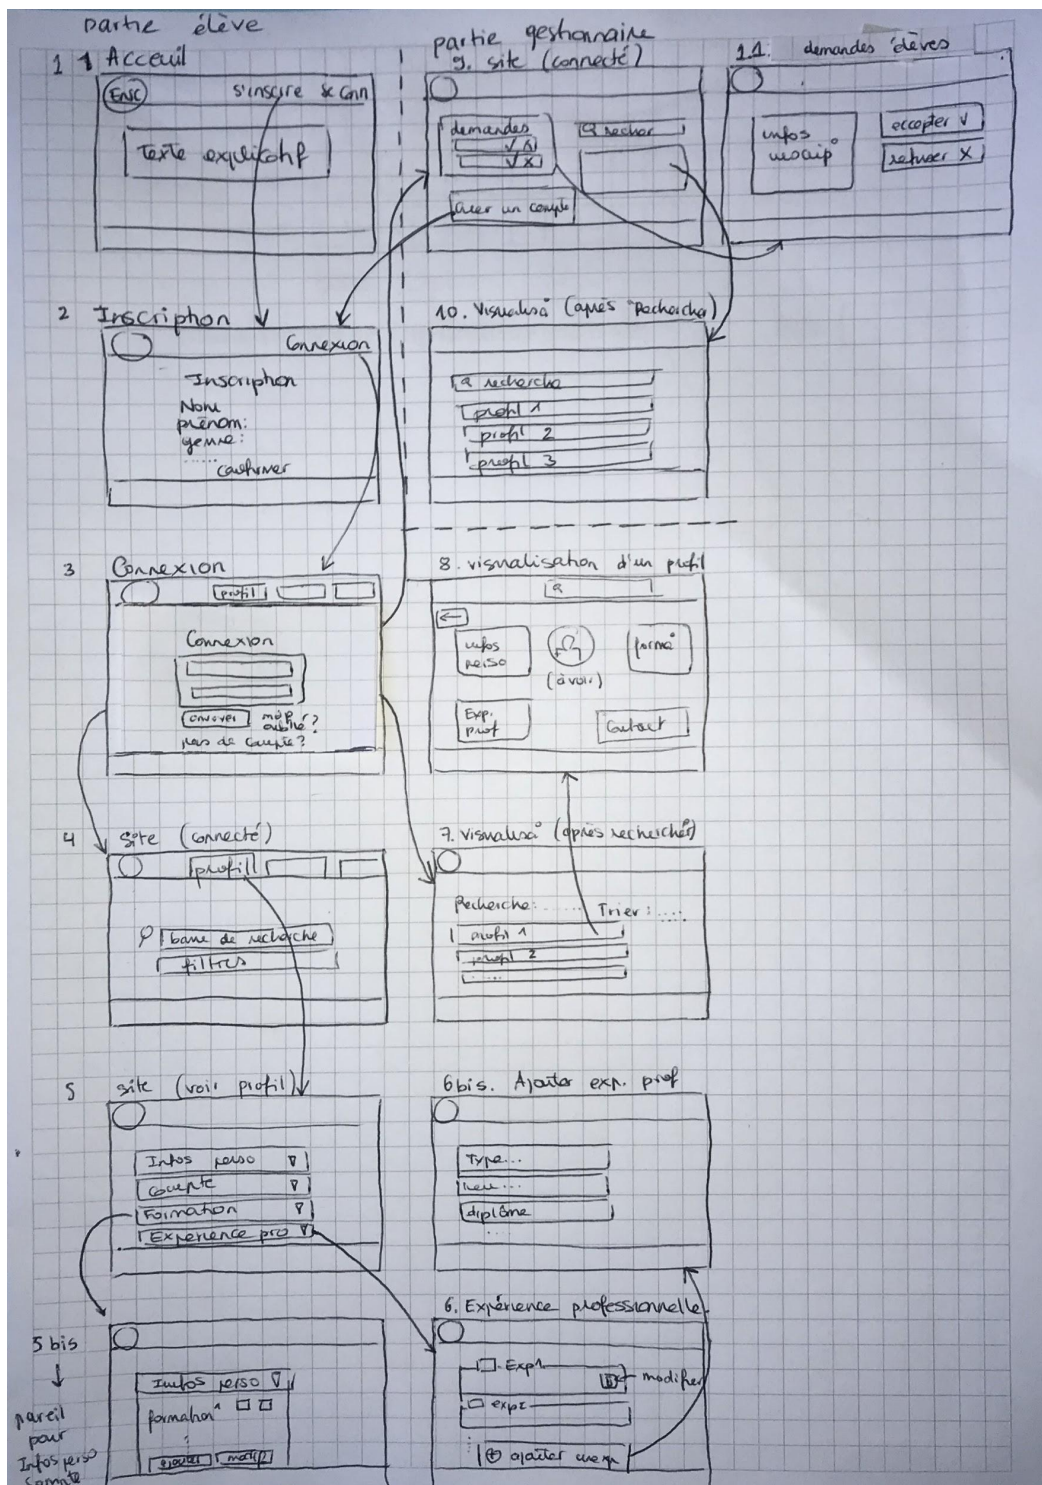 partie élève
1 Acceuil
ENC
s'inscrire
Texte explicatif
partie gestionnaire
9. site (connecté)
demandes
√ x
√ x
recher
créer un compte
11. demandes élèves
infos
inscrip°
accepter √
refuser X
2 Inscription
Connexion
Inscription
Nom
prénom:
genre:
.....
confirmer
10. Visualisa° (après Recherche)
recherche
profil 1
profil 2
profil 3
3 Connexion
profil
Connexion
envoyer
mdp
oublié?
pas de compte?
8. visualisation d'un profil
←
infos
perso
(à voir)
forma°
Exp.
prof
Contact
4 Site (connecté)
profil
barre de recherche
filtres
7. Visualisa° (après rechercher)
Recherche: ......
Trier: ....
profil 1
profil 2
.....
5 site (voir profil)
Infos perso
compte
Formation
Expérience pro
6bis. Ajouter exp. prof
Type...
lieu...
diplôme
....
5 bis
↓
pareil
pour
Infos perso
Compte
Infos perso
formation
ajouter
modif
6. Expérience professionnelle
Exp1
modifier
exp2
⊕ ajouter une xp